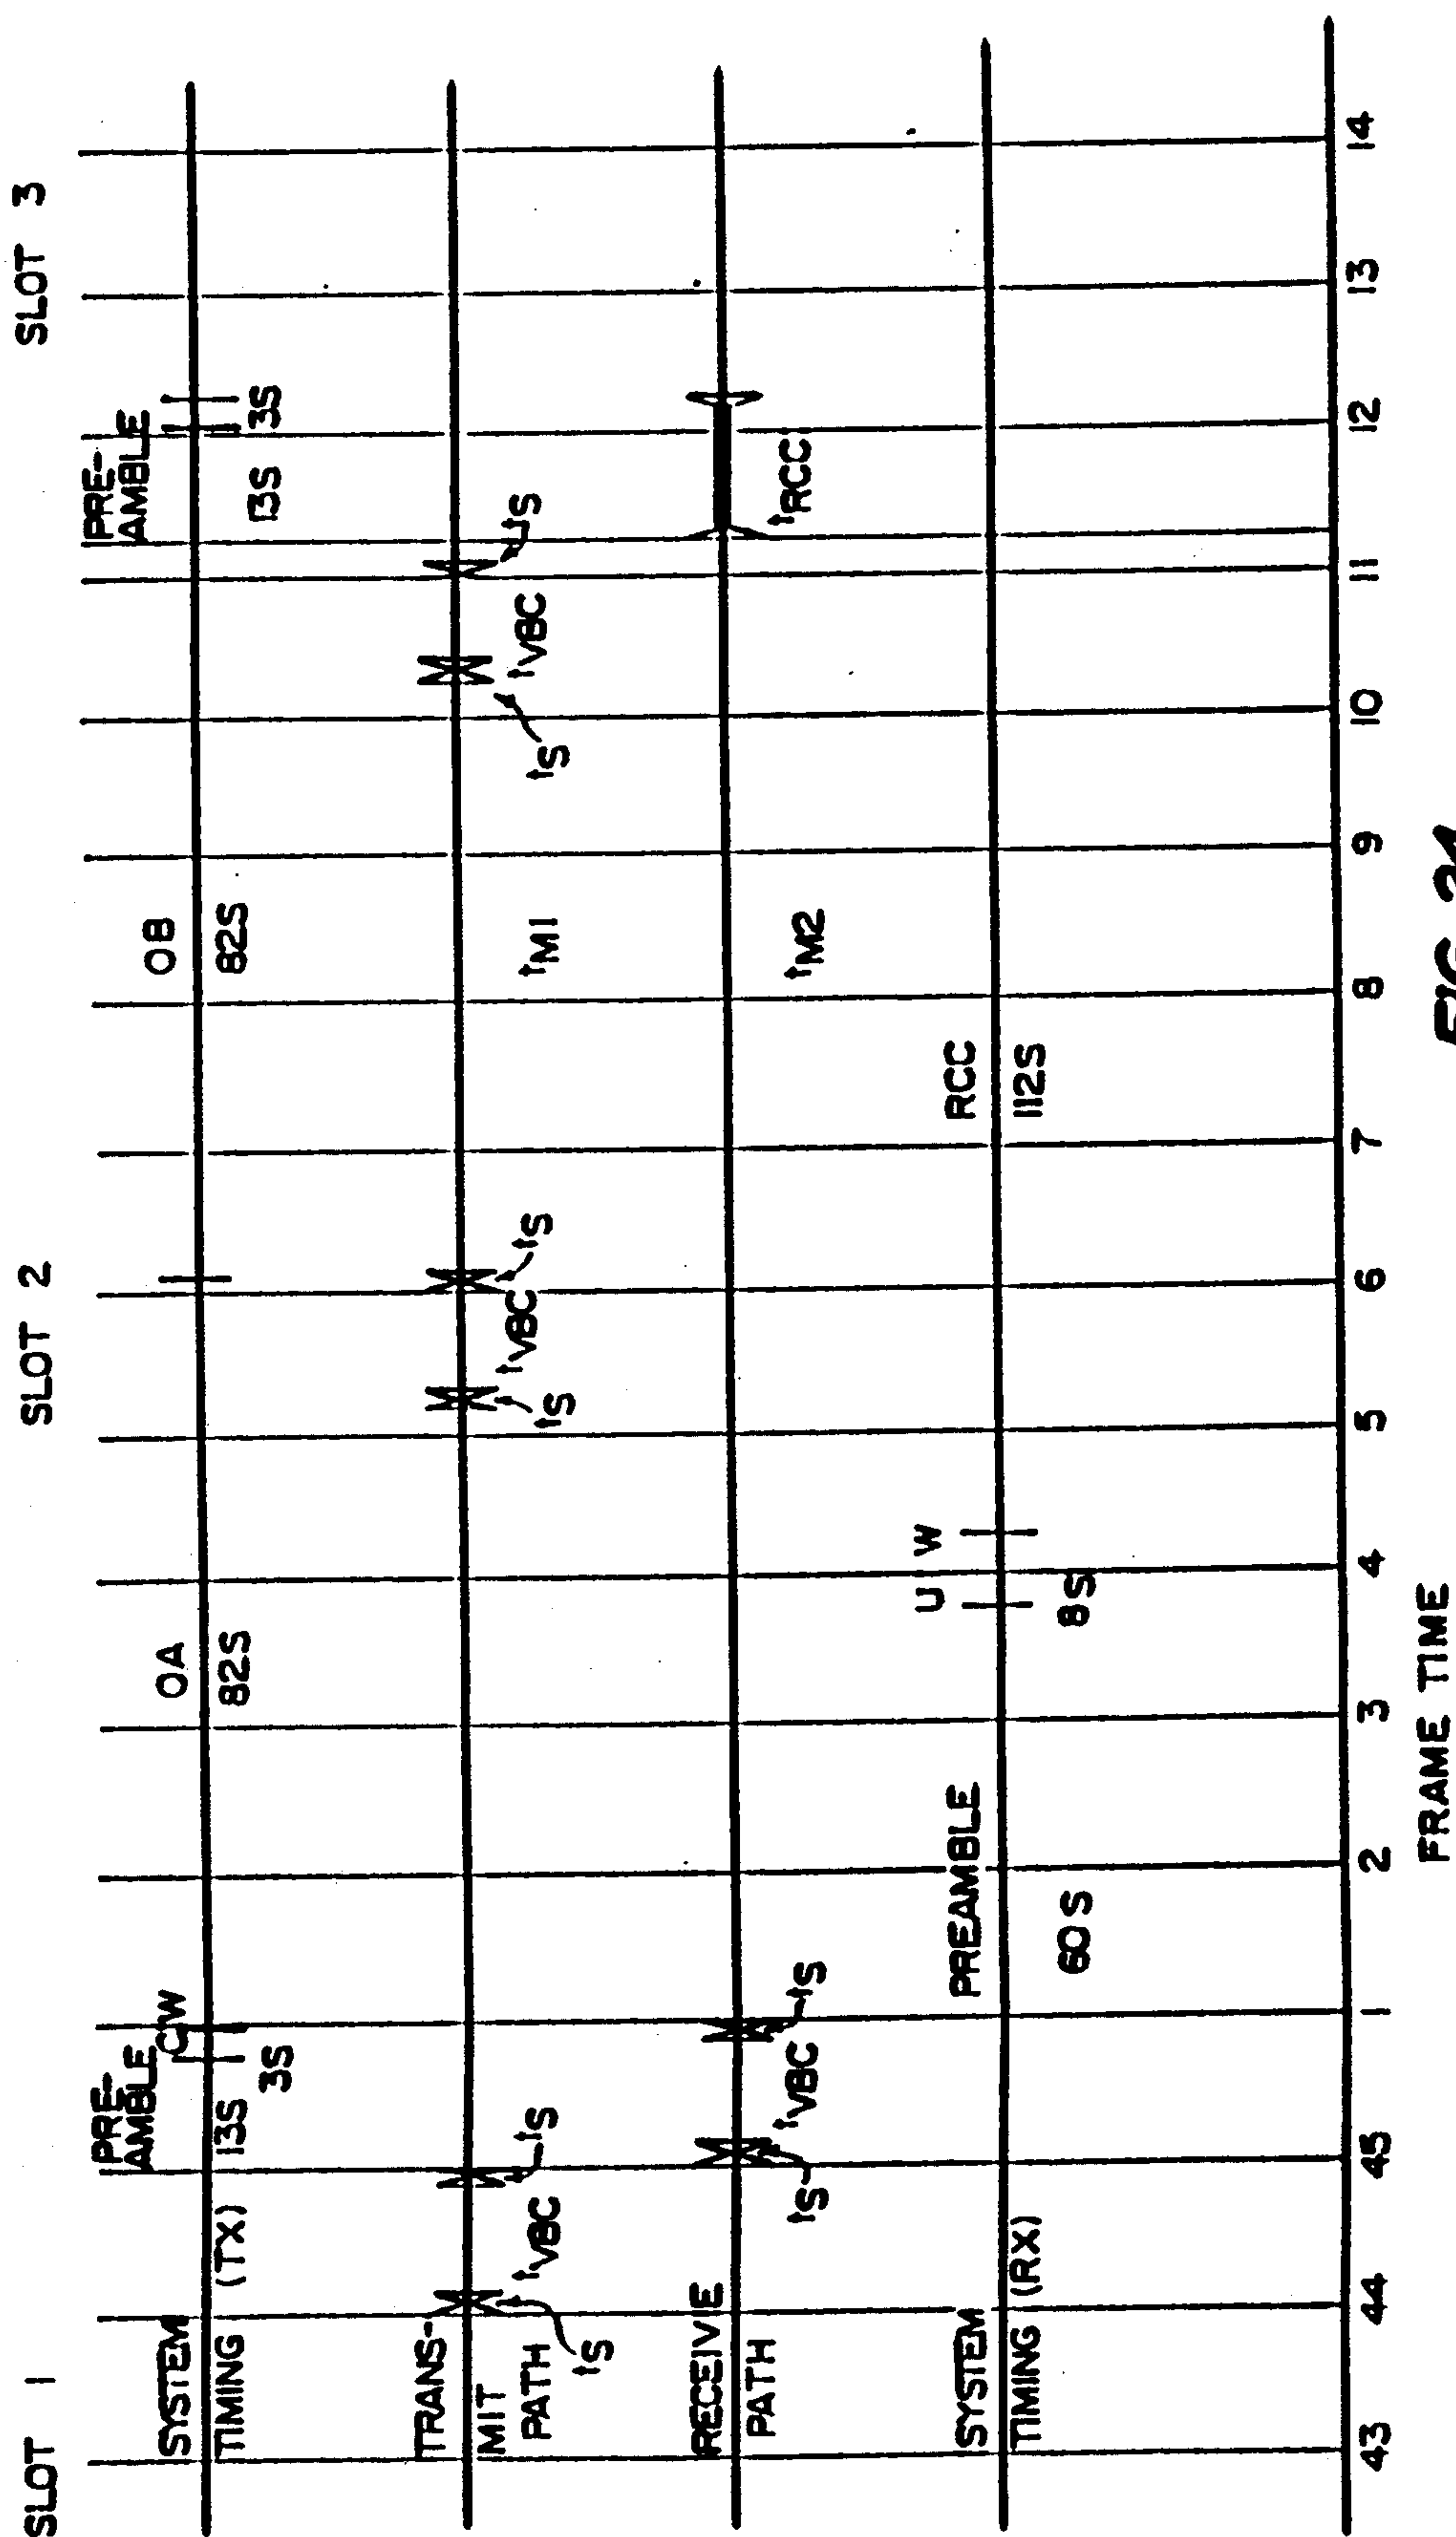 SLOT 1
SLOT 2
SLOT 3
SYSTEM
TIMING (TX)
PRE-
AMBLE
C/W
13S
3S
OA
82S
OB
82S
PRE-
AMBLE
13S
3S
TRANS-
MIT
PATH
tS
tVBC
tS
tS
tVBC
tS
tM1
tS
tVBC
tS
RECEIVIE
PATH
tS
tVBC
tS
tM2
tRCC
SYSTEM
TIMING (RX)
PREAMBLE
60S
U W
8S
RCC
112S
43 44 45 1 2 3 4 5 6 7 8 9 10 11 12 13 14
FRAME TIME